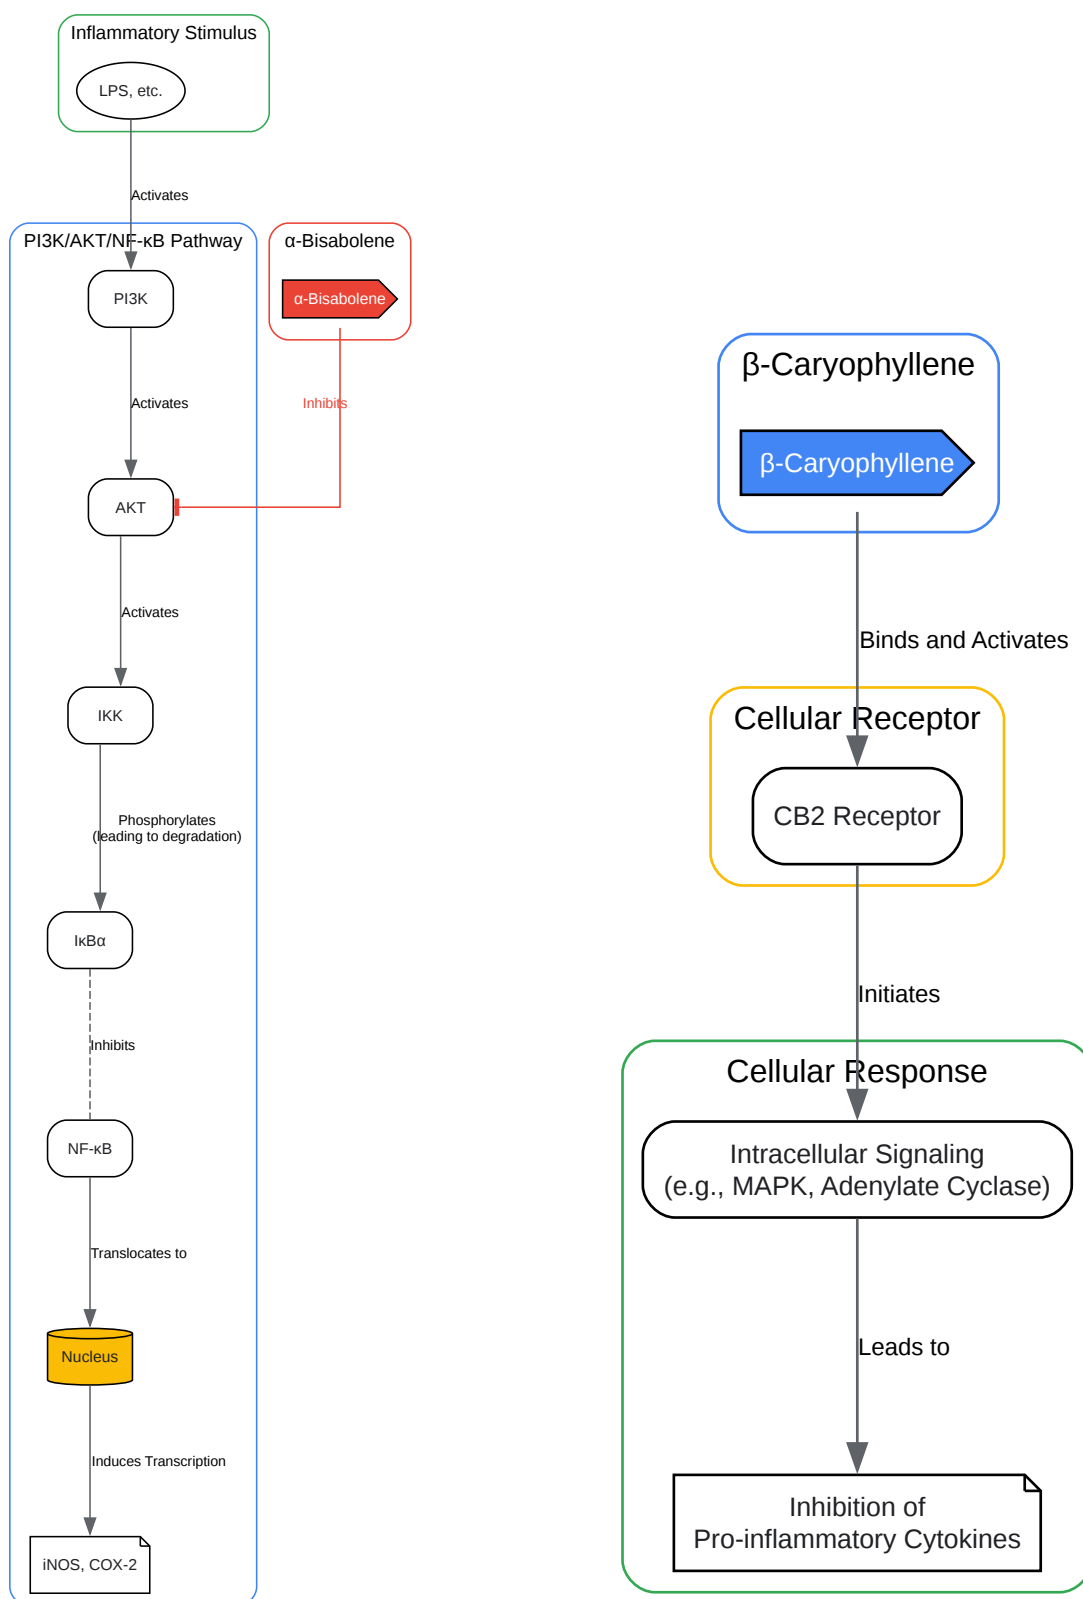 Inflammatory Stimulus
LPS, etc.
Activates
PI3K/AKT/NF-κB Pathway
PI3K
Activates
AKT
Activates
IKK
Phosphorylates
(leading to degradation)
IκBα
Inhibits
NF-κB
Translocates to
Nucleus
Induces Transcription
iNOS, COX-2
α-Bisabolene
α-Bisabolene
Inhibits
β-Caryophyllene
β-Caryophyllene
Binds and Activates
Cellular Receptor
CB2 Receptor
Initiates
Cellular Response
Intracellular Signaling
(e.g., MAPK, Adenylate Cyclase)
Leads to
Inhibition of
Pro-inflammatory Cytokines